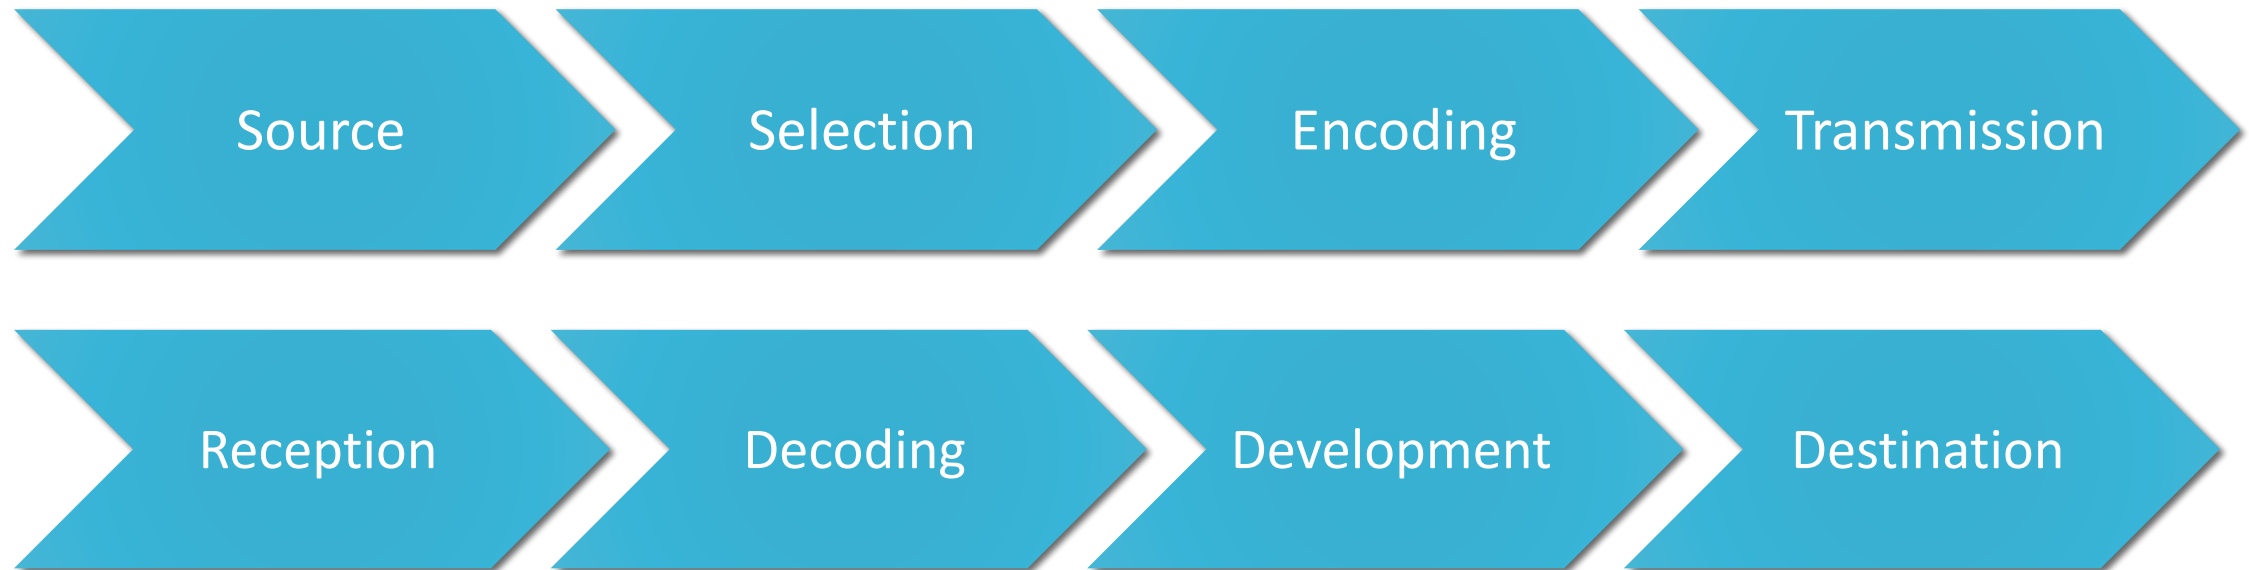 Source Selection Encoding Transmission
Reception Decoding Development Destination